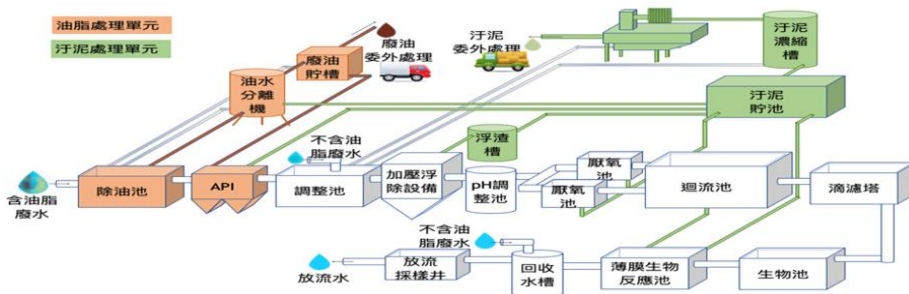 油脂處理單元
汙泥處理單元
廢油
委外處理
汙泥
委外處理
汙泥
濃縮
槽
廢油
貯槽
油水
分離
機
汙泥
貯池
不含油
脂廢水
浮渣
槽
含油脂
廢水
除油池
API
調整池
加壓浮
除設備
pH調
整池
厭氧
池
厭氧
池
迴流池
滴濾塔
不含油
脂廢水
放流水
放流
採樣井
回收
水槽
薄膜生物
反應池
生物池